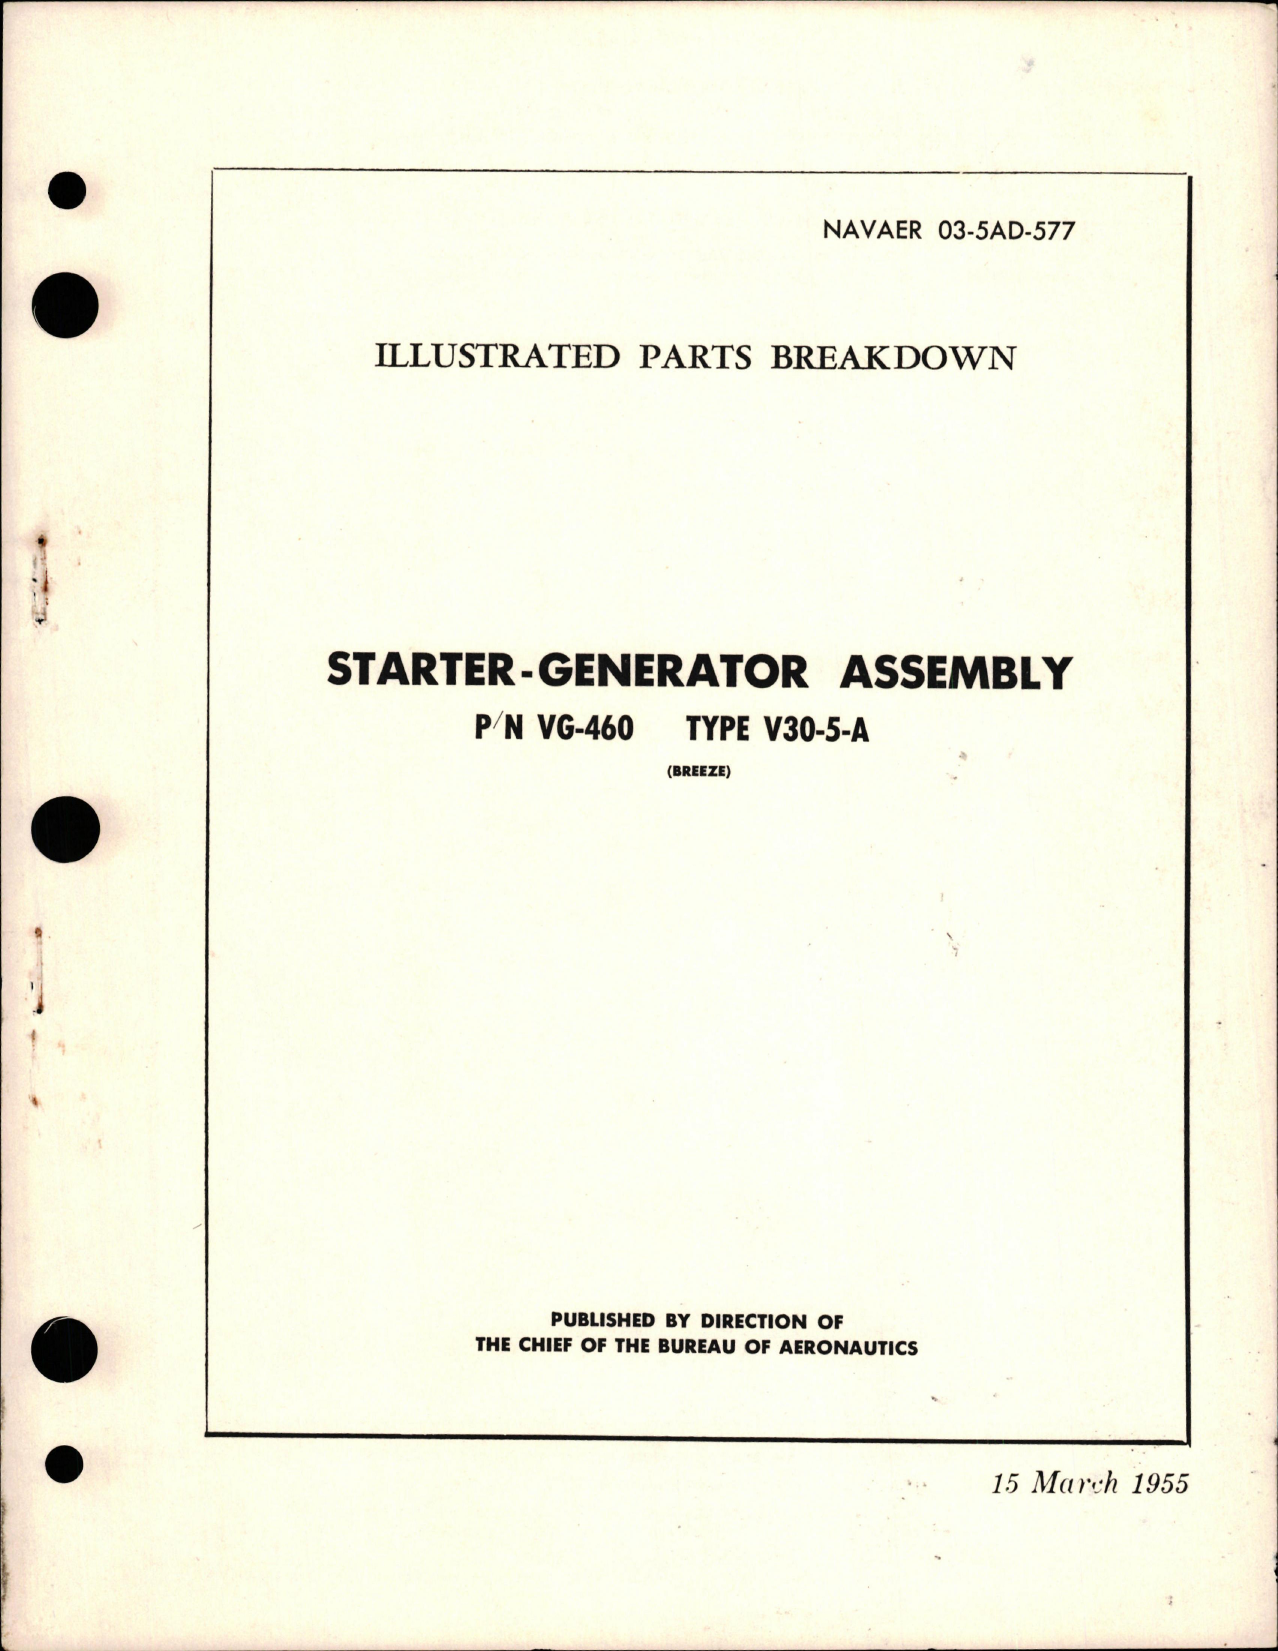 NAVAER 03-5AD-577
ILLUSTRATED PARTS BREAKDOWN
STARTER-GENERATOR ASSEMBLY
P/N VG-460 TYPE V30-5-A
(BREEZE)
PUBLISHED BY DIRECTION OF
THE CHIEF OF THE BUREAU OF AERONAUTICS
15 March 1955